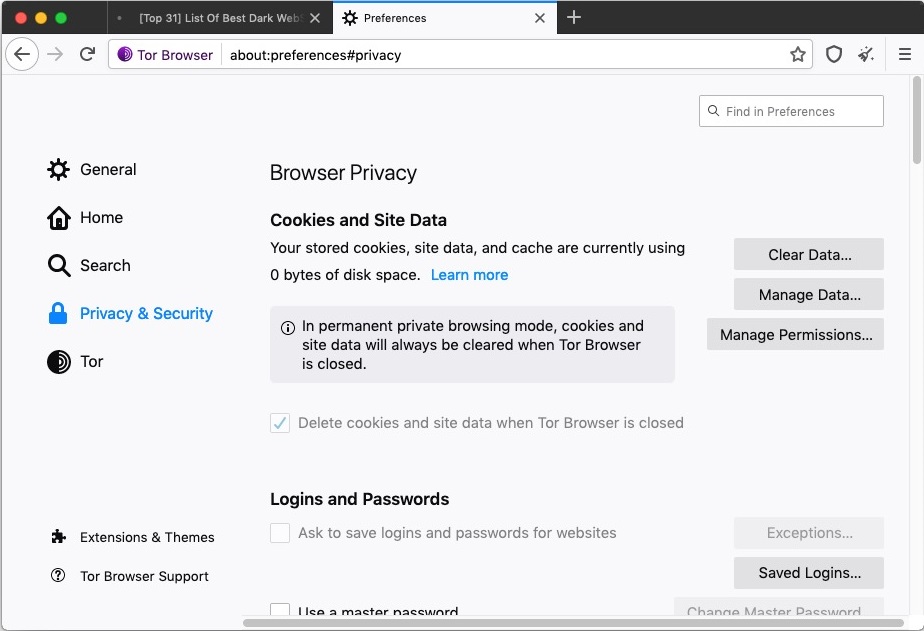 [Top 31] List Of Best Dark Web
Preferences
Tor Browser
about:preferences#privacy
Find in Preferences
General
Home
Search
Privacy & Security
Tor
Extensions & Themes
Tor Browser Support
Browser Privacy
Cookies and Site Data
Your stored cookies, site data, and cache are currently using
0 bytes of disk space. Learn more
Clear Data...
Manage Data...
Manage Permissions...
In permanent private browsing mode, cookies and
site data will always be cleared when Tor Browser
is closed.
Delete cookies and site data when Tor Browser is closed
Logins and Passwords
Ask to save logins and passwords for websites
Exceptions...
Saved Logins...
Use a master password
Change Master Password